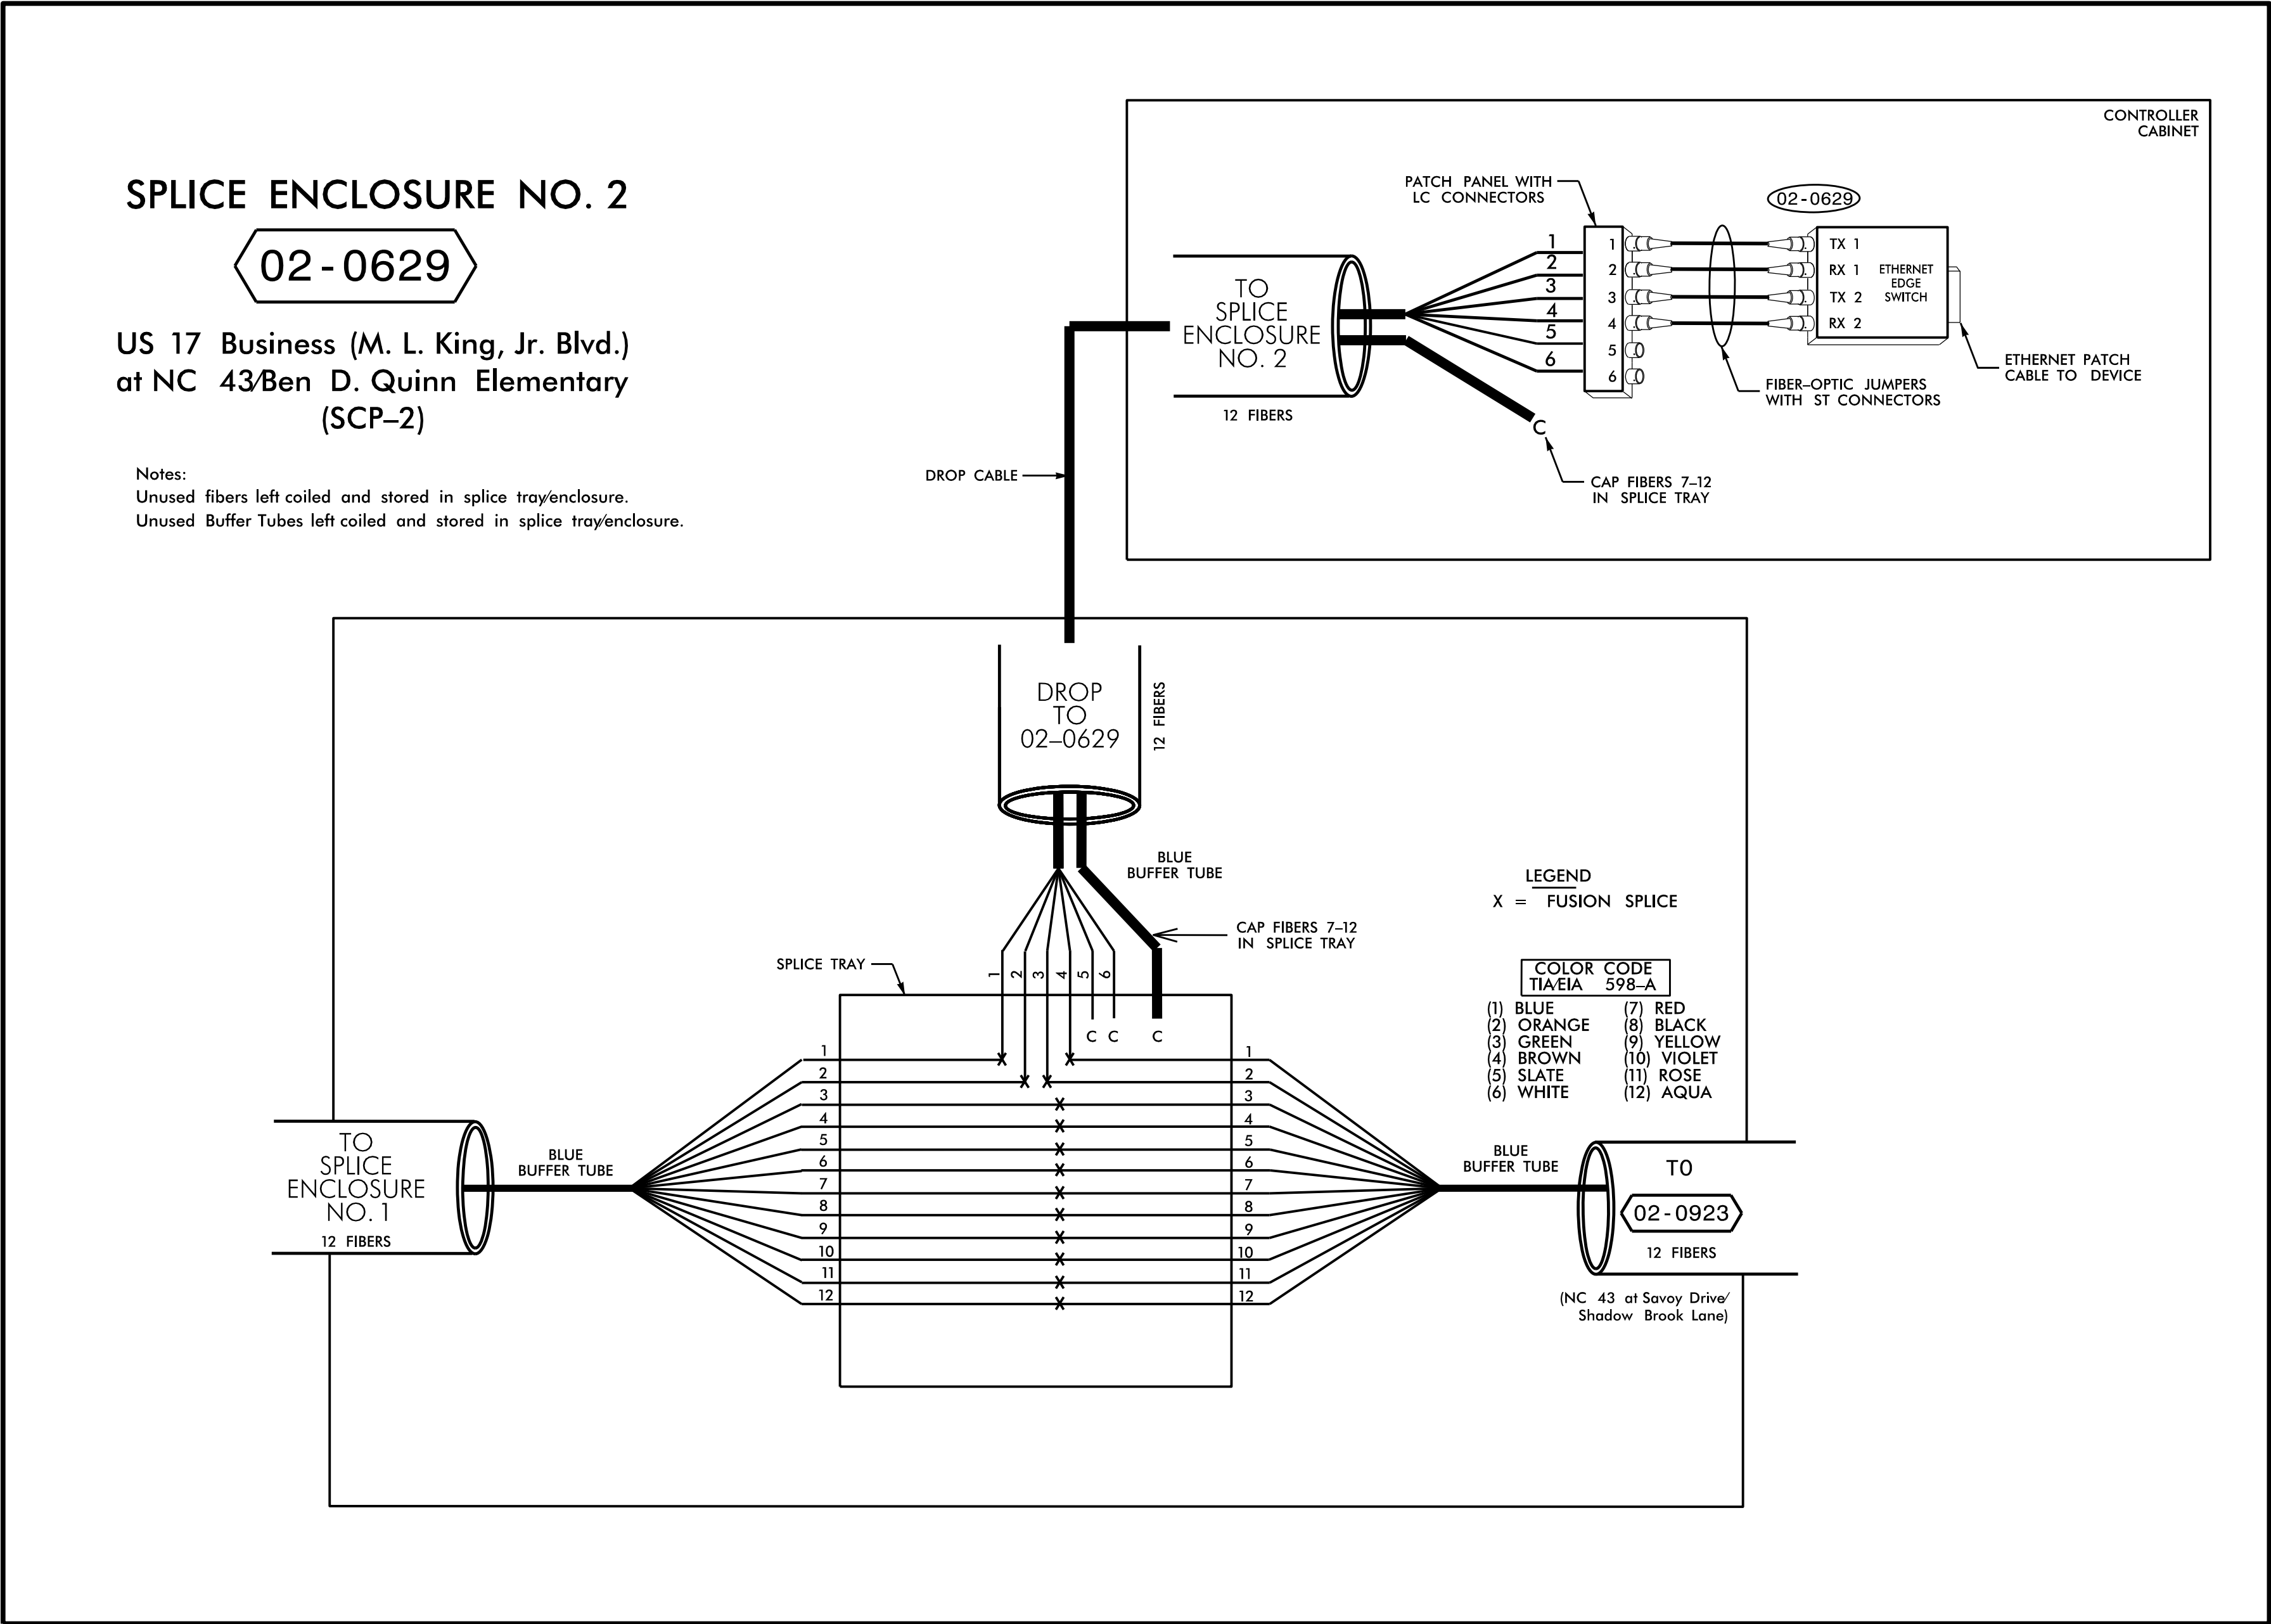 SPLICE ENCLOSURE NO. 2
02-0629
US 17 Business (M. L. King, Jr. Blvd.)
at NC 43/Ben D. Quinn Elementary
(SCP–2)
Notes:
Unused fibers left coiled and stored in splice tray/enclosure.
Unused Buffer Tubes left coiled and stored in splice tray/enclosure.
CONTROLLER
CABINET
PATCH PANEL WITH
LC CONNECTORS
02-0629
TO
SPLICE
ENCLOSURE
NO. 2
12 FIBERS
1
2
3
4
5
6
1
2
3
4
5
6
TX 1
RX 1
TX 2
RX 2
ETHERNET
EDGE
SWITCH
ETHERNET PATCH
CABLE TO DEVICE
FIBER–OPTIC JUMPERS
WITH ST CONNECTORS
C
CAP FIBERS 7–12
IN SPLICE TRAY
DROP CABLE
DROP
TO
02–0629
12 FIBERS
BLUE
BUFFER TUBE
CAP FIBERS 7–12
IN SPLICE TRAY
SPLICE TRAY
1 2 3 4 5 6
C C C
LEGEND
X = FUSION SPLICE
COLOR CODE
TIA/EIA 598–A
(1) BLUE (7) RED
(2) ORANGE (8) BLACK
(3) GREEN (9) YELLOW
(4) BROWN (10) VIOLET
(5) SLATE (11) ROSE
(6) WHITE (12) AQUA
TO
SPLICE
ENCLOSURE
NO. 1
12 FIBERS
BLUE
BUFFER TUBE
1 X X 1
2 X X 2
3 X 3
4 X 4
5 X 5
6 X 6
7 X 7
8 X 8
9 X 9
10 X 10
11 X 11
12 X 12
BLUE
BUFFER TUBE
TO
02-0923
12 FIBERS
(NC 43 at Savoy Drive/
Shadow Brook Lane)